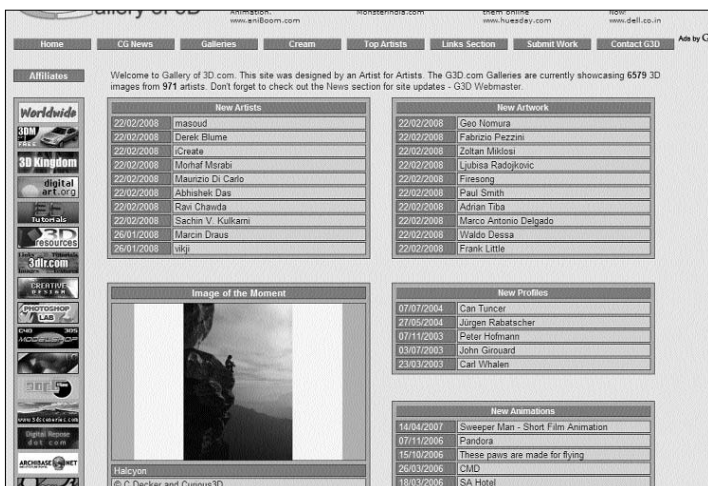 Gallery of 3D
Animation.
www.aniBoom.com
Monsterindia.com
them online
www.huesday.com
Now!
www.dell.co.in
Home
CG News
Galleries
Cream
Top Artists
Links Section
Submit Work
Contact G3D
Ads by G
Affiliates
Welcome to Gallery of 3D.com. This site was designed by an Artist for Artists. The G3D.com Galleries are currently showcasing 6579 3D
images from 971 artists. Don't forget to check out the News section for site updates - G3D Webmaster.
Worldwide
3DM
FREE
3D Kingdom
digital
art.org
Tutorials
3D
resources
Links
Tutorials
3dlr.com
Images
CREATIVE
DESIGN
PHOTOSHOP
LAB
C4D
3DS
MODELSHOP
www.3dscenaries.com
Digital Repose
dot com
ARCHIBASE NET
New Artists
22/02/2008 masoud
22/02/2008 Derek Blume
22/02/2008 iCreate
22/02/2008 Morhaf Msrabi
22/02/2008 Maurizio Di Carlo
22/02/2008 Abhishek Das
22/02/2008 Ravi Chawda
22/02/2008 Sachin V. Kulkarni
26/01/2008 Marcin Draus
26/01/2008 vikji
New Artwork
22/02/2008 Geo Nomura
22/02/2008 Fabrizio Pezzini
22/02/2008 Zoltan Miklosi
22/02/2008 Ljubisa Radojkovic
22/02/2008 Firesong
22/02/2008 Paul Smith
22/02/2008 Adrian Tiba
22/02/2008 Marco Antonio Delgado
22/02/2008 Waldo Dessa
22/02/2008 Frank Little
Image of the Moment
Halcyon
© C Decker and Curious3D
New Profiles
07/07/2004 Can Tuncer
27/05/2004 Jürgen Rabatscher
07/11/2003 Peter Hofmann
03/07/2003 John Girouard
23/03/2003 Carl Whalen
New Animations
14/04/2007 Sweeper Man - Short Film Animation
07/11/2006 Pandora
15/10/2006 These paws are made for flying
26/03/2006 CMD
18/03/2006 SA Hotel